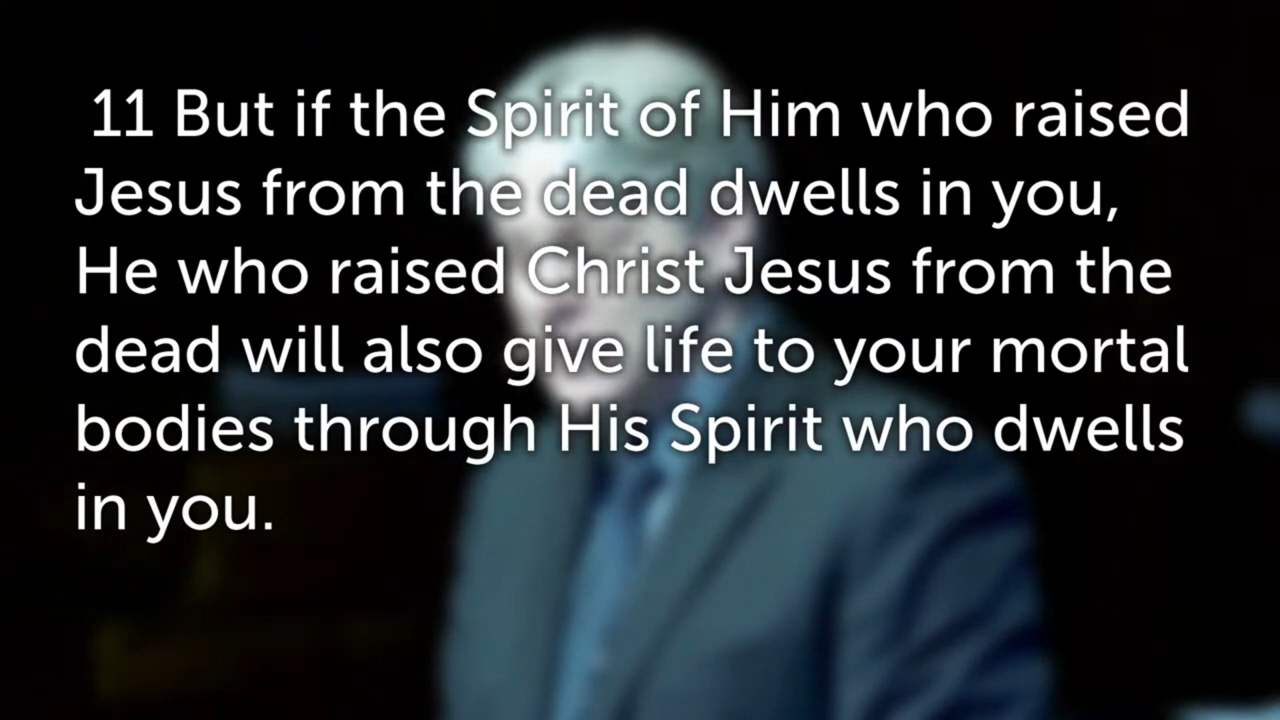 11 But if the Spirit of Him who raised
Jesus from the dead dwells in you,
He who raised Christ Jesus from the
dead will also give life to your mortal
bodies through His Spirit who dwells
in you.